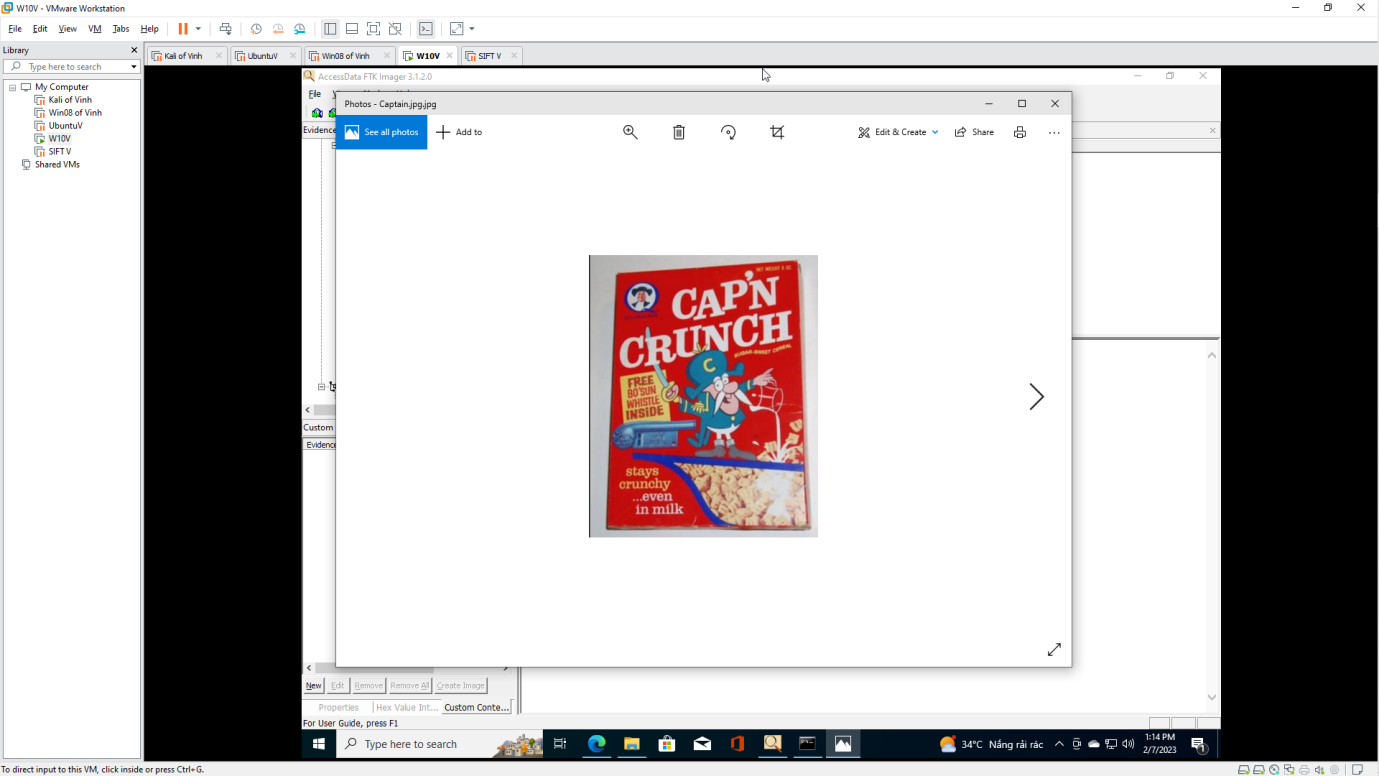 W10V - VMware Workstation
File Edit View VM Tabs Help
Library
Type here to search
My Computer
Kali of Vinh
Win08 of Vinh
UbuntuV
W10V
SIFT V
Shared VMs
Kali of Vinh UbuntuV Win08 of Vinh W10V SIFT V
AccessData FTK Imager 3.1.2.0
File
Evidence
Photos - Captain.jpg.jpg
See all photos Add to Edit & Create Share
NET WEIGHT 8 OZ
CAP'N
CRUNCH
SUGAR-SWEET CEREAL
C
Q
FREE
BO'SUN
WHISTLE
INSIDE
stays
crunchy
...even
in milk
Custom
Evidence
New Edit Remove Remove All Create Image
Properties Hex Value Int... Custom Conte...
For User Guide, press F1
Type here to search
34°C Nắng rải rác
1:14 PM
2/7/2023
1
To direct input to this VM, click inside or press Ctrl+G.